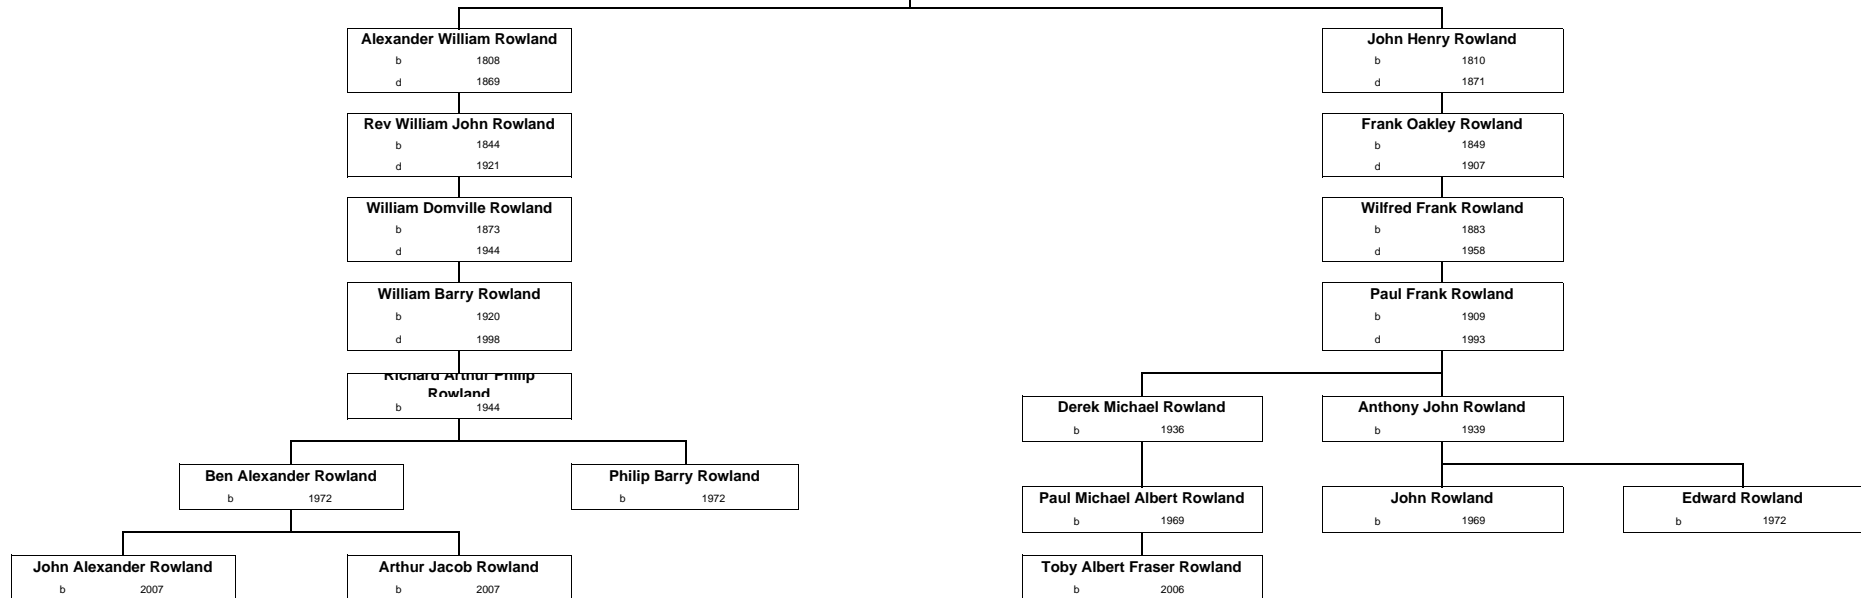 Alexander William Rowland
b 1808
d 1869
John Henry Rowland
b 1810
d 1871
Rev William John Rowland
b 1844
d 1921
Frank Oakley Rowland
b 1849
d 1907
William Domville Rowland
b 1873
d 1944
Wilfred Frank Rowland
b 1883
d 1958
William Barry Rowland
b 1920
d 1998
Paul Frank Rowland
b 1909
d 1993
Richard Arthur Philip
Rowland
b 1944
Derek Michael Rowland
b 1936
Anthony John Rowland
b 1939
Ben Alexander Rowland
b 1972
Philip Barry Rowland
b 1972
Paul Michael Albert Rowland
b 1969
John Rowland
b 1969
Edward Rowland
b 1972
John Alexander Rowland
b 2007
Arthur Jacob Rowland
b 2007
Toby Albert Fraser Rowland
b 2006